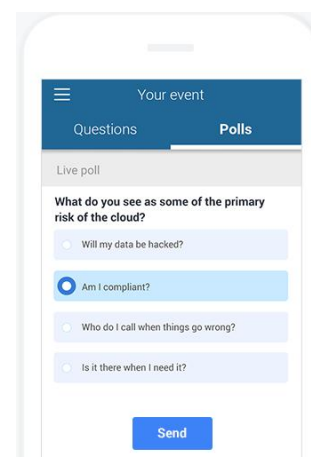 Your event
Questions Polls
Live poll
What do you see as some of the primary
risk of the cloud?
Will my data be hacked?
Am I compliant?
Who do I call when things go wrong?
Is it there when I need it?
Send